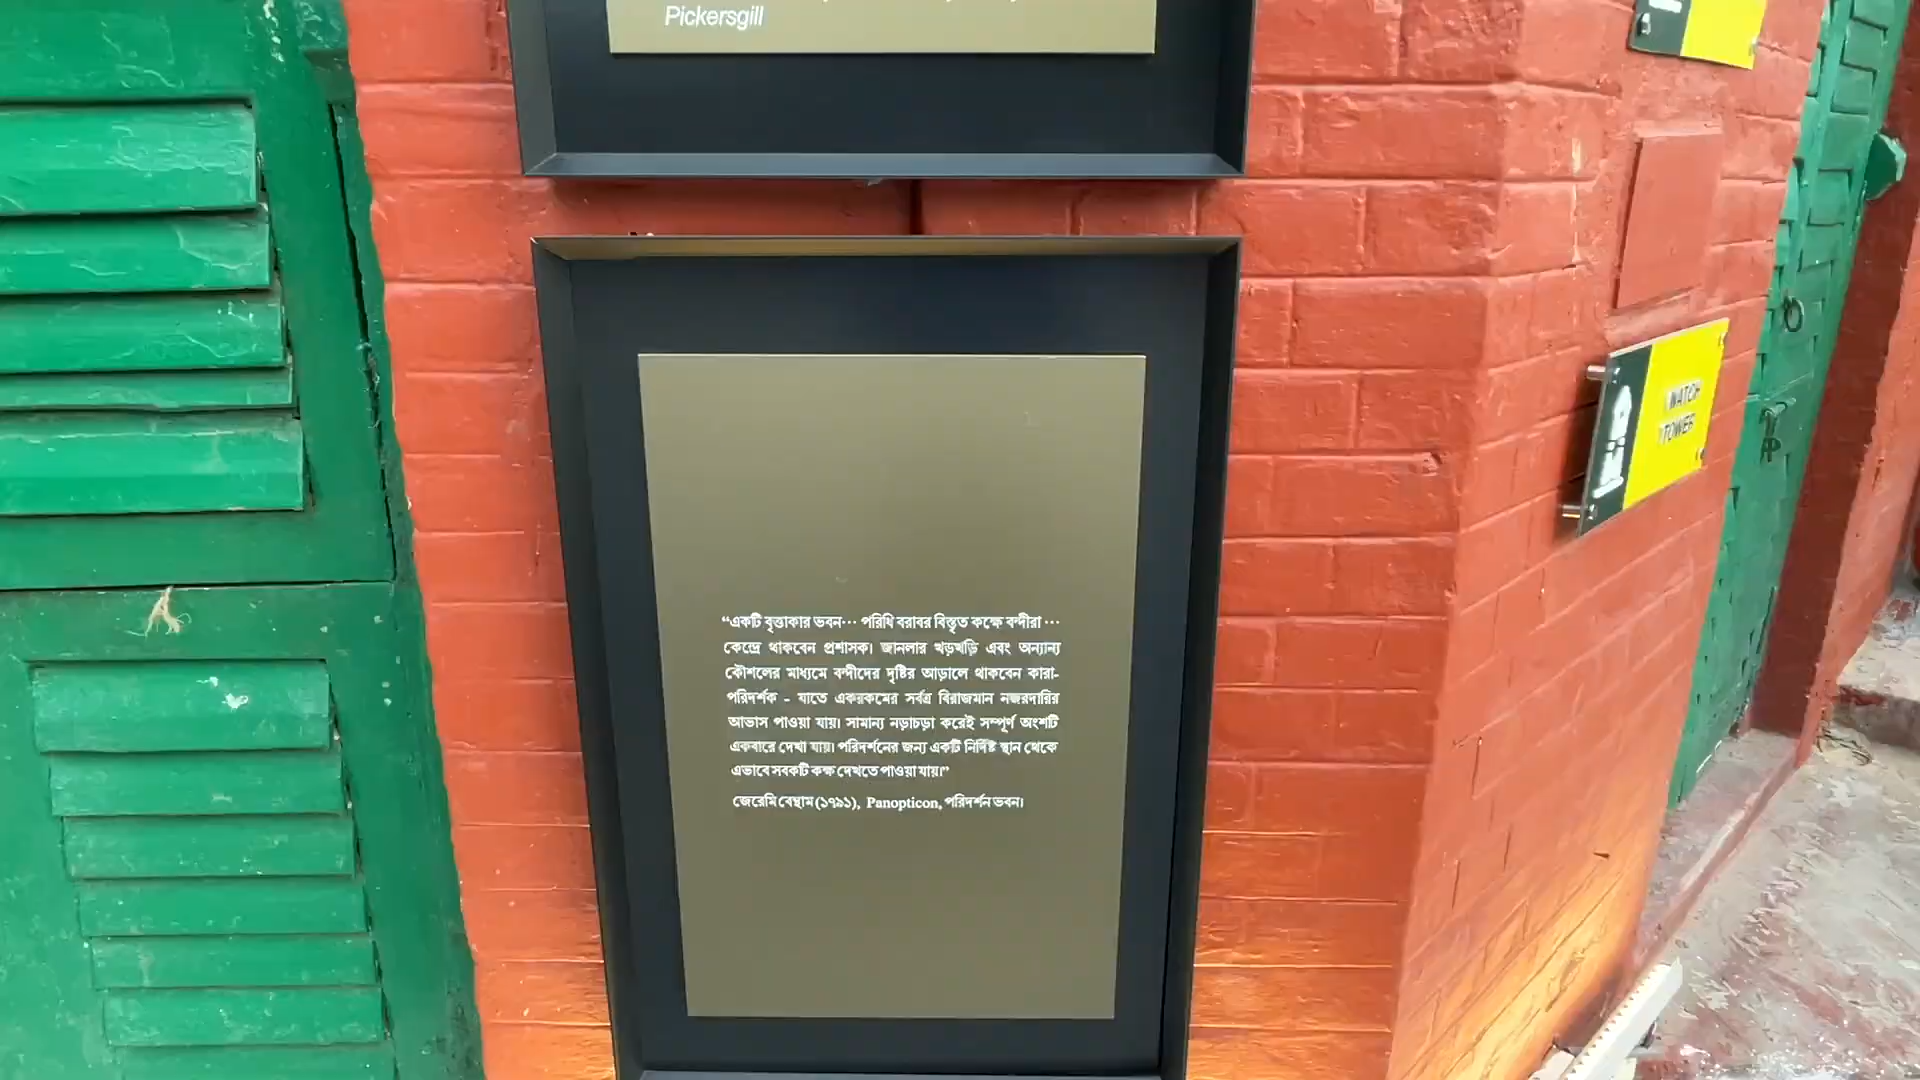 Pickersgill
WATCH
TOWER
“একটি বৃত্তাকার ভবন··· পরিধি বরাবর বিস্তৃত কক্ষে বন্দীরা ···
কেন্দ্রে থাকবেন প্রশাসক। জানলার খড়খড়ি এবং অন্যান্য
কৌশলের মাধ্যমে বন্দীদের দৃষ্টির আড়ালে থাকবেন কারা-
পরিদর্শক - যাতে একরকমের সর্বত্র বিরাজমান নজরদারির
আভাস পাওয়া যায়। সামান্য নড়াচড়া করেই সম্পূর্ণ অংশটি
একবারে দেখা যায়। পরিদর্শনের জন্য একটি নির্দিষ্ট স্থান থেকে
এভাবে সবকটি কক্ষ দেখতে পাওয়া যায়।”
জেরেমি বেন্থাম (১৭৯১), Panopticon, পরিদর্শন ভবন।